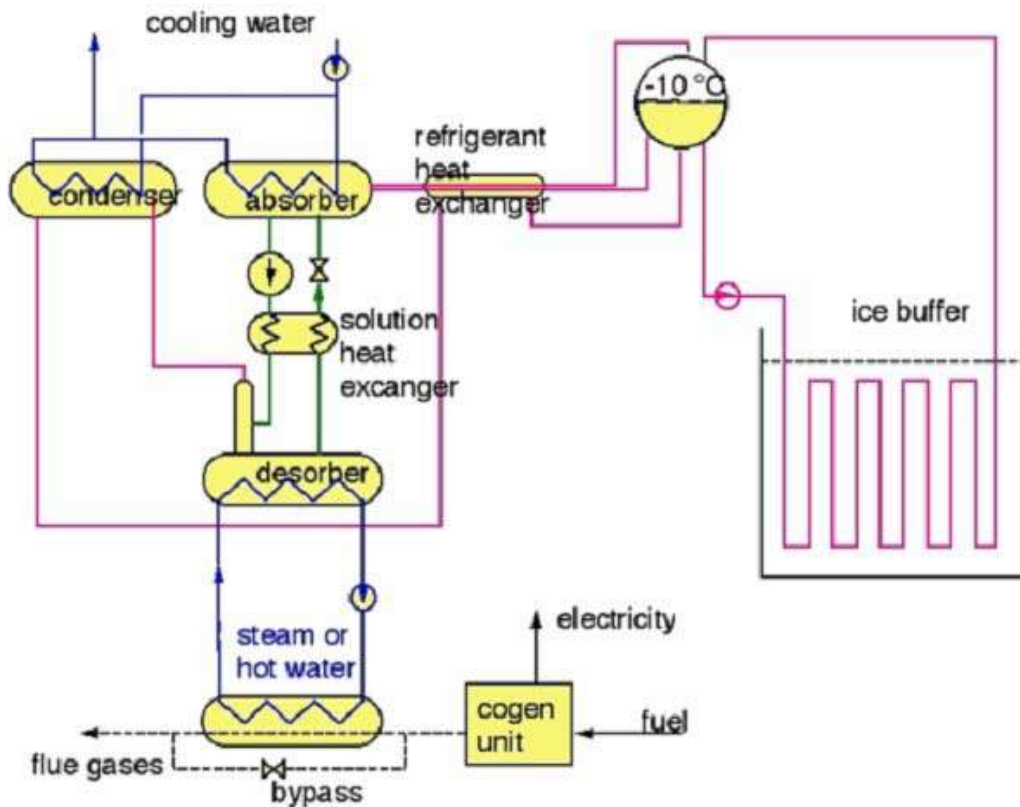 cooling water
-10 °C
refrigerant
heat
exchanger
condenser
absorber
solution
heat
excanger
ice buffer
desorber
steam or
hot water
electricity
cogen
unit
fuel
flue gases
bypass